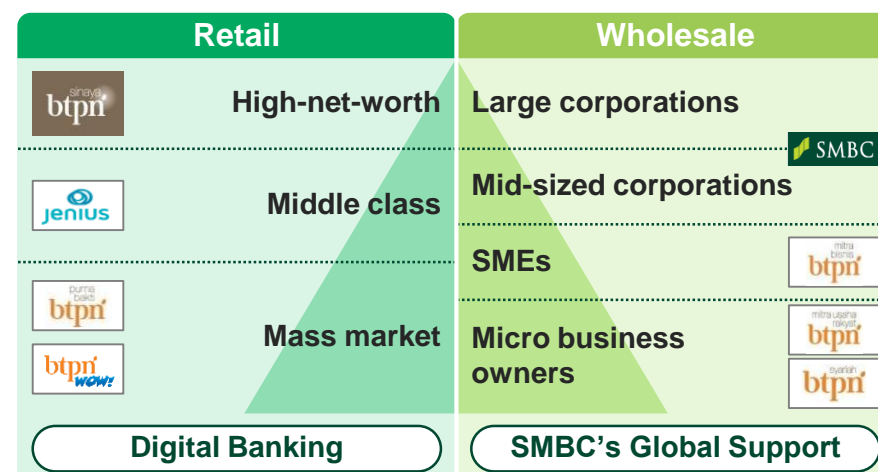 Retail
Wholesale
sinaya
btpn
High-net-worth
Large corporations
SMBC
Mid-sized corporations
jenius
Middle class
SMEs
mitra
bisnis
btpn
purna
bakti
btpn
Mass market
btpn
wow!
Micro business
owners
mitra usaha
rakyat
btpn
syariah
btpn
Digital Banking
SMBC's Global Support